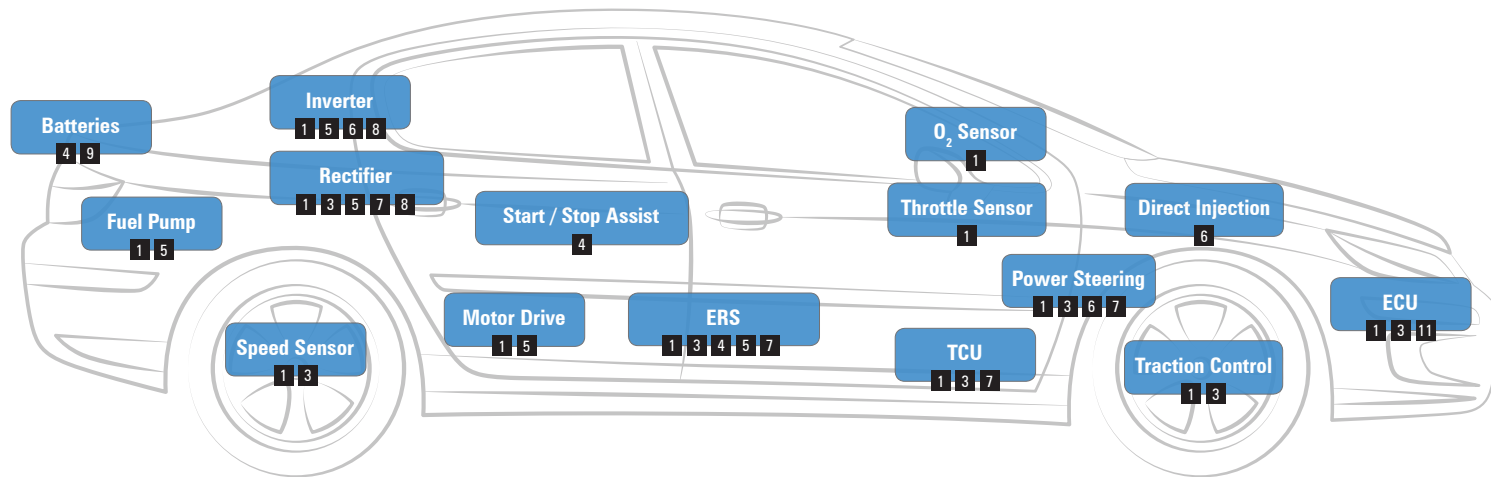 Batteries
4 9
Inverter
1 5 6 8
Rectifier
1 3 5 7 8
Fuel Pump
1 5
Start / Stop Assist
4
O₂ Sensor
1
Throttle Sensor
1
Direct Injection
6
Power Steering
1 3 6 7
ECU
1 3 11
Motor Drive
1 5
ERS
1 3 4 5 7
Speed Sensor
1 3
TCU
1 3 7
Traction Control
1 3